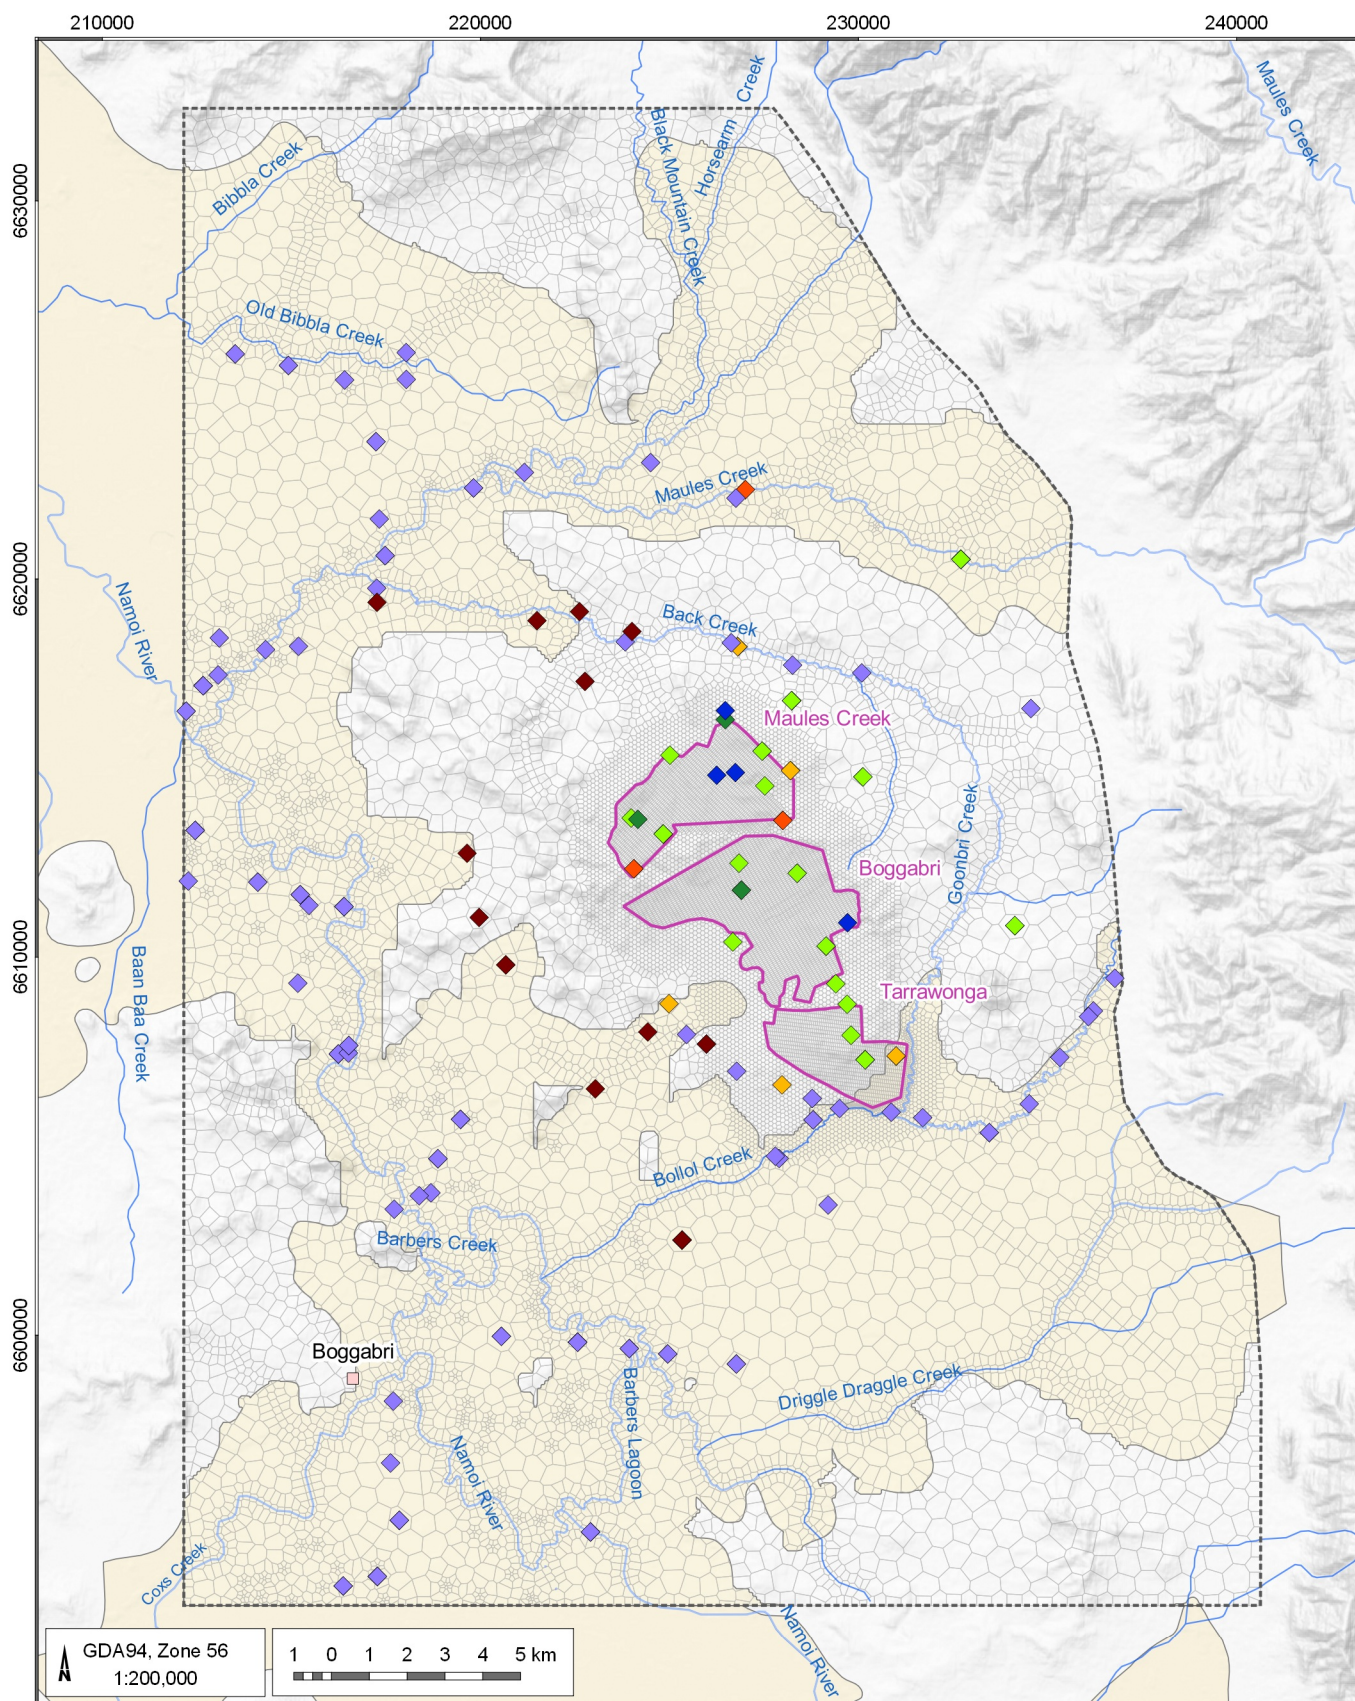 210000
220000
230000
240000
Creek
Maules Creek
Black Mountain Creek
Horsearm
Bibbla Creek
6630000
Old Bibbla Creek
Maules Creek
6620000
Namoi River
Back Creek
Maules Creek
Goonbri Creek
Boggabri
6610000
Baan Baa Creek
Tarrawonga
Bollol Creek
Barbers Creek
6600000
Boggabri
Driggle Draggle Creek
Barbers Lagoon
Namoi River
Coxs Creek
Namoi River
N
GDA94, Zone 56
1:200,000
1 0 1 2 3 4 5 km